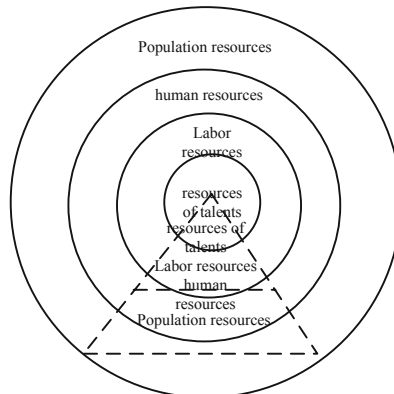 Population resources
human resources
Labor
resources
resources
of talents
resources of
talents
Labor resources
human
resources
Population resources